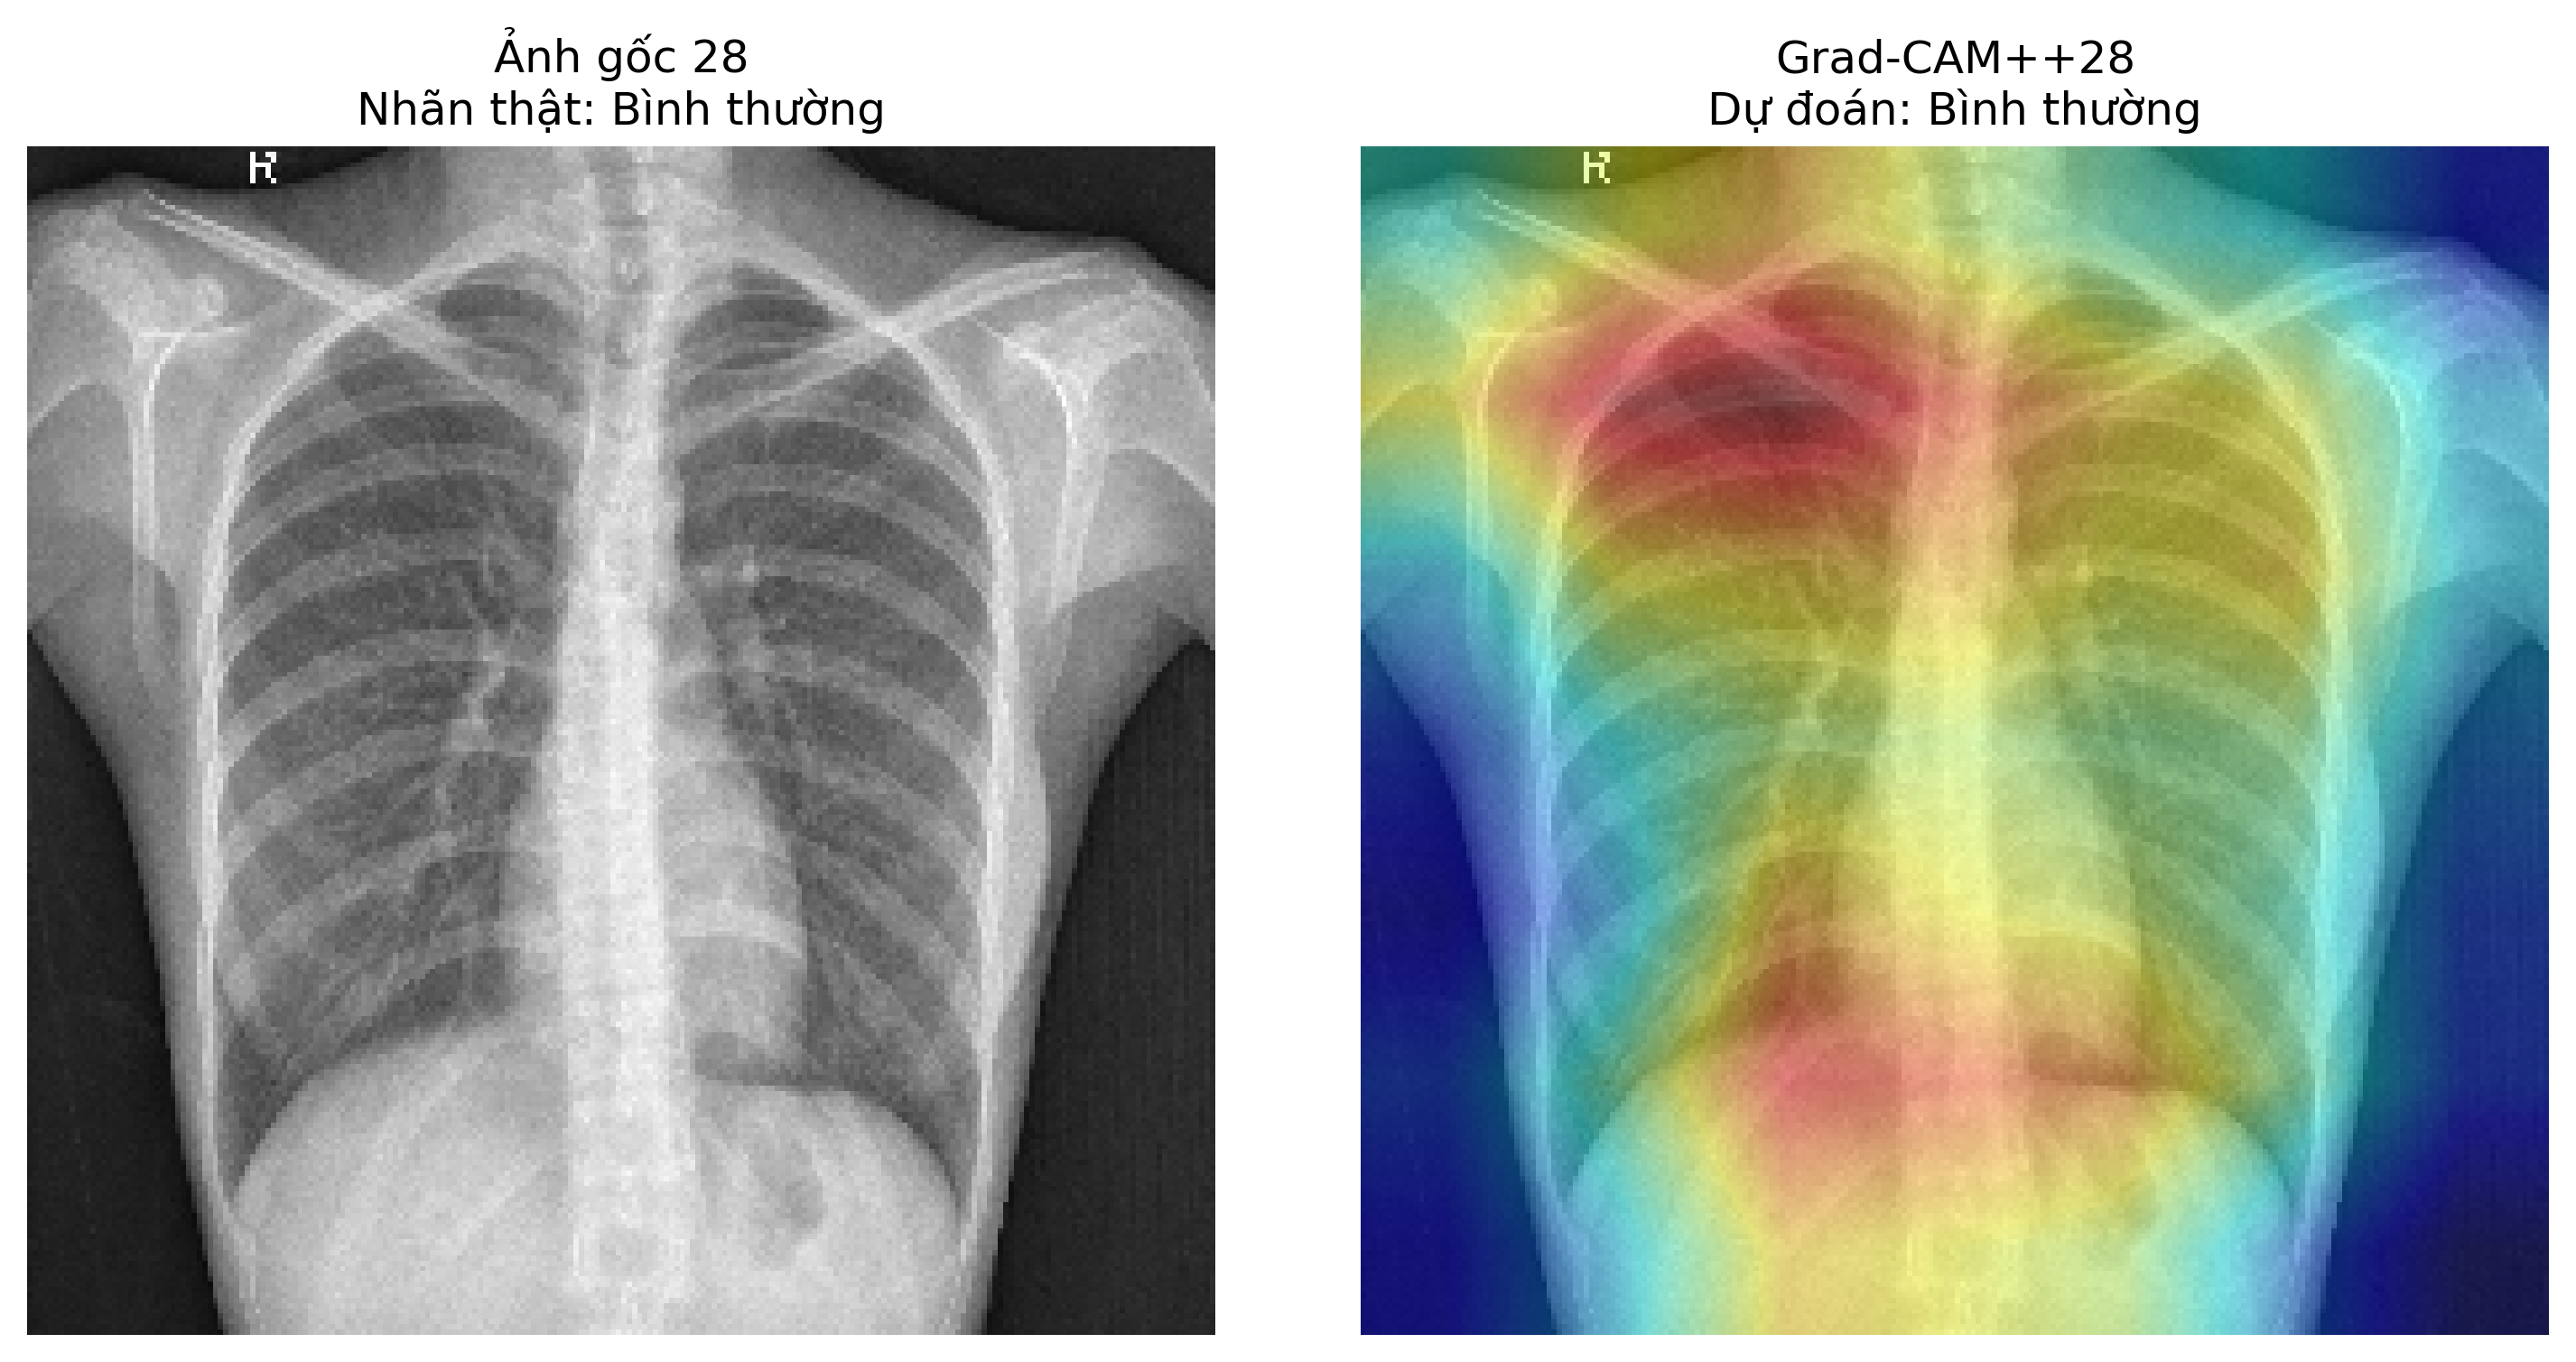 Ảnh gốc 28
Nhãn thật: Bình thường
Grad-CAM++28
Dự đoán: Bình thường
R
R